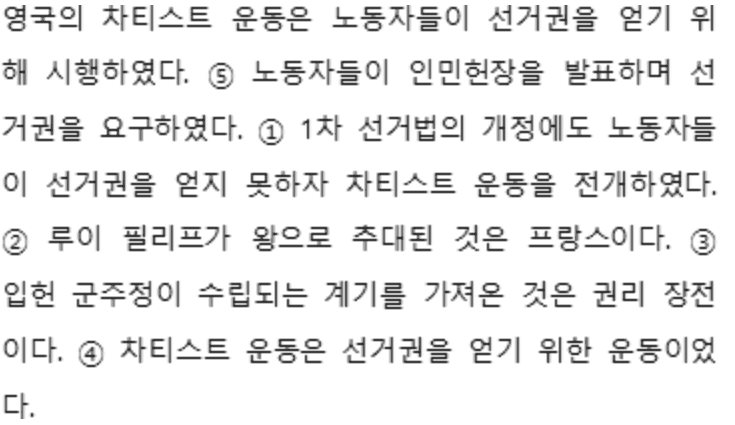 영국의 차티스트 운동은 노동자들이 선거권을 얻기 위
해 시행하였다. ⑤ 노동자들이 인민헌장을 발표하며 선
거권을 요구하였다. ① 1차 선거법의 개정에도 노동자들
이 선거권을 얻지 못하자 차티스트 운동을 전개하였다.
② 루이 필리프가 왕으로 추대된 것은 프랑스이다. ③
입헌 군주정이 수립되는 계기를 가져온 것은 권리 장전
이다. ④ 차티스트 운동은 선거권을 얻기 위한 운동이었
다.